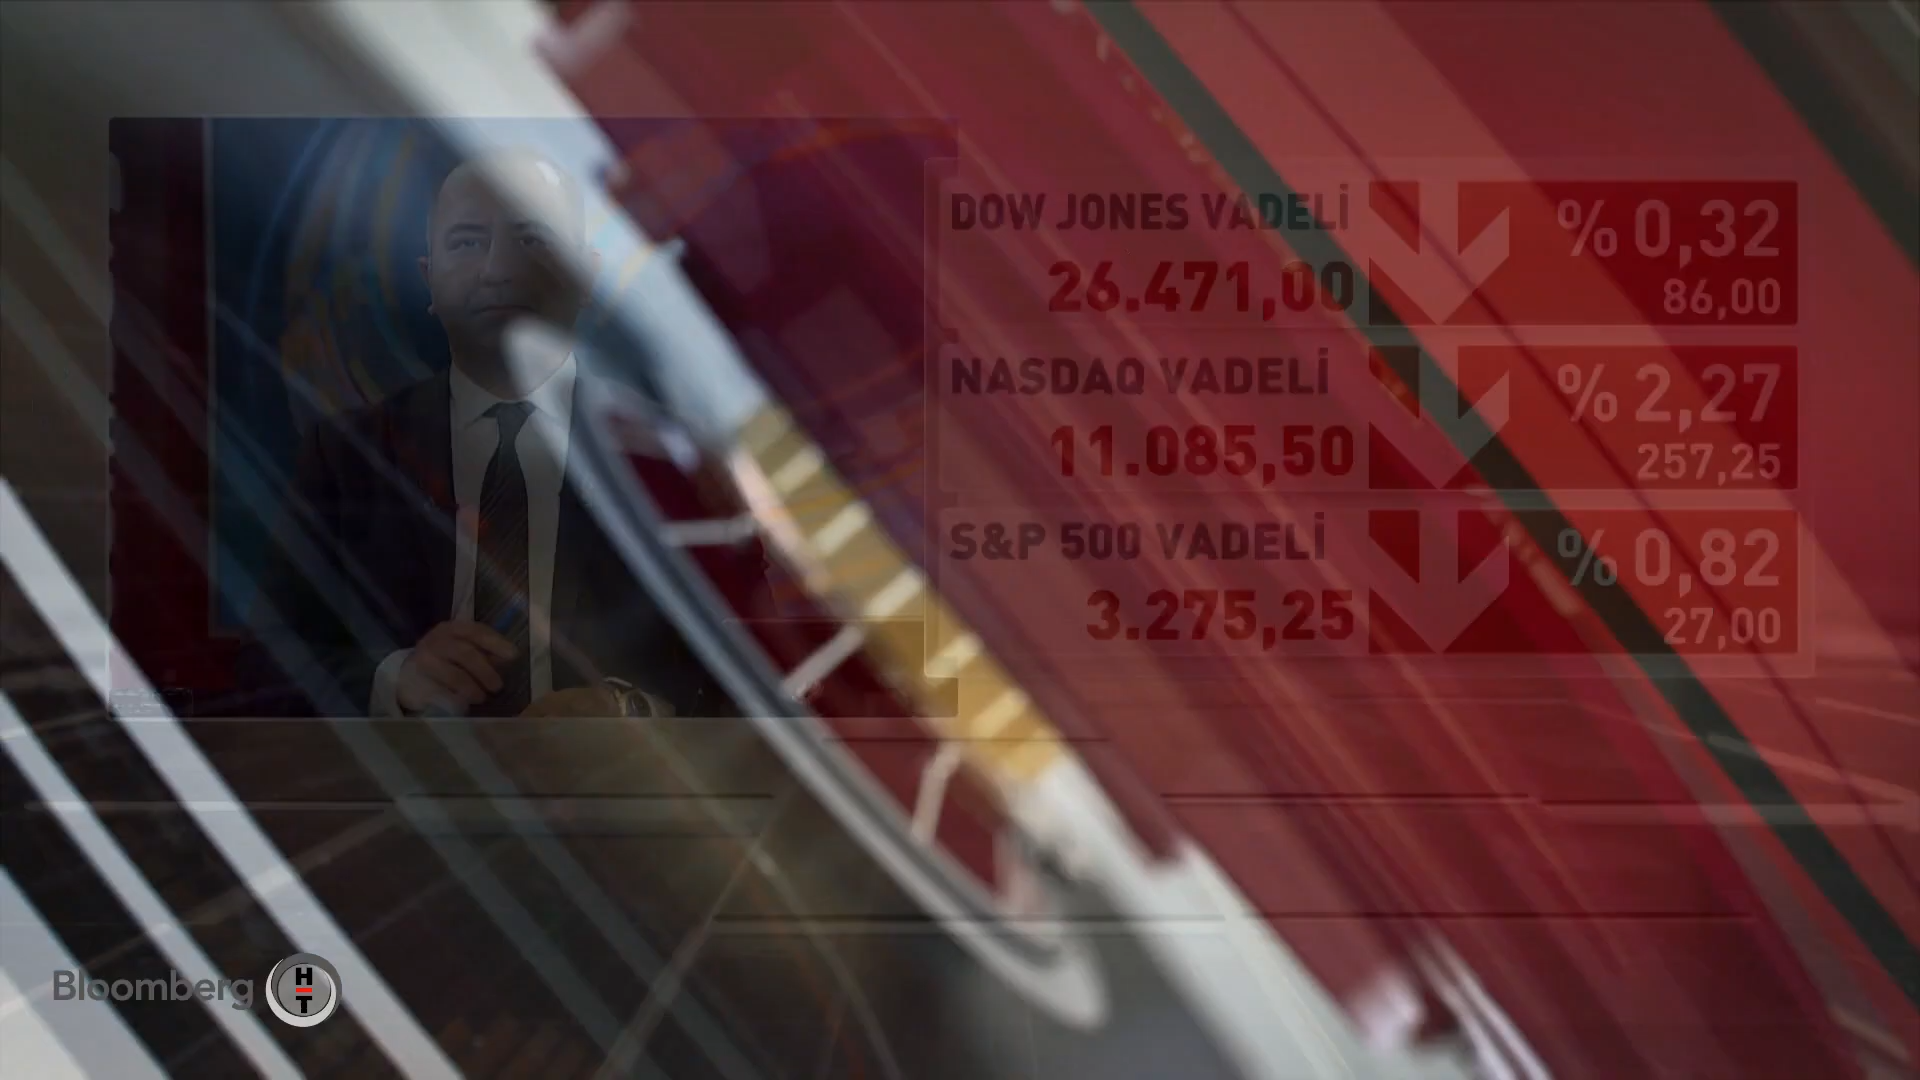 DOW JONES VADELİ
% 0,32
26.471,00
86,00
NASDAQ VADELİ
% 2,27
11.085,50
257,25
S&P 500 VADELİ
% 0,82
3.275,25
27,00
Bloomberg HT